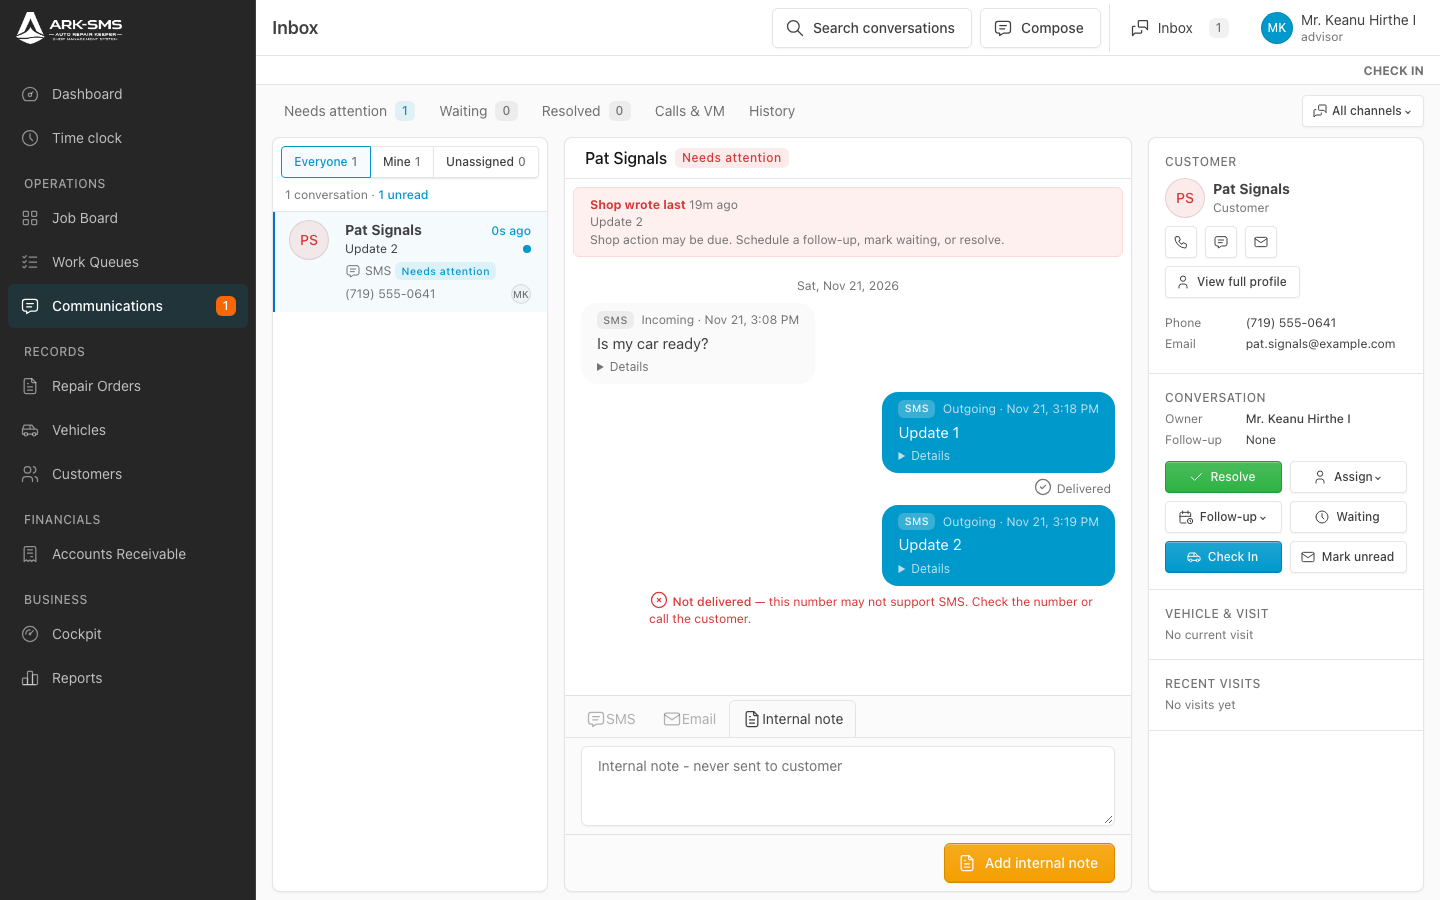 ARK-SMS
AUTO REPAIR KEEPER
SHOP MANAGEMENT SYSTEM
Dashboard
Time clock
OPERATIONS
Job Board
Work Queues
Communications 1
RECORDS
Repair Orders
Vehicles
Customers
FINANCIALS
Accounts Receivable
BUSINESS
Cockpit
Reports
Inbox
Search conversations
Compose
Inbox 1
MK
Mr. Keanu Hirthe I
advisor
CHECK IN
Needs attention 1
Waiting 0
Resolved 0
Calls & VM
History
All channels
Everyone 1
Mine 1
Unassigned 0
1 conversation · 1 unread
PS
Pat Signals 0s ago
Update 2
SMS Needs attention
(719) 555-0641 MK
Pat Signals Needs attention
Shop wrote last 19m ago
Update 2
Shop action may be due. Schedule a follow-up, mark waiting, or resolve.
Sat, Nov 21, 2026
SMS Incoming · Nov 21, 3:08 PM
Is my car ready?
Details
SMS Outgoing · Nov 21, 3:18 PM
Update 1
Details
Delivered
SMS Outgoing · Nov 21, 3:19 PM
Update 2
Details
Not delivered — this number may not support SMS. Check the number or
call the customer.
SMS
Email
Internal note
Internal note - never sent to customer
Add internal note
CUSTOMER
PS
Pat Signals
Customer
View full profile
Phone (719) 555-0641
Email pat.signals@example.com
CONVERSATION
Owner Mr. Keanu Hirthe I
Follow-up None
Resolve
Assign
Follow-up
Waiting
Check In
Mark unread
VEHICLE & VISIT
No current visit
RECENT VISITS
No visits yet